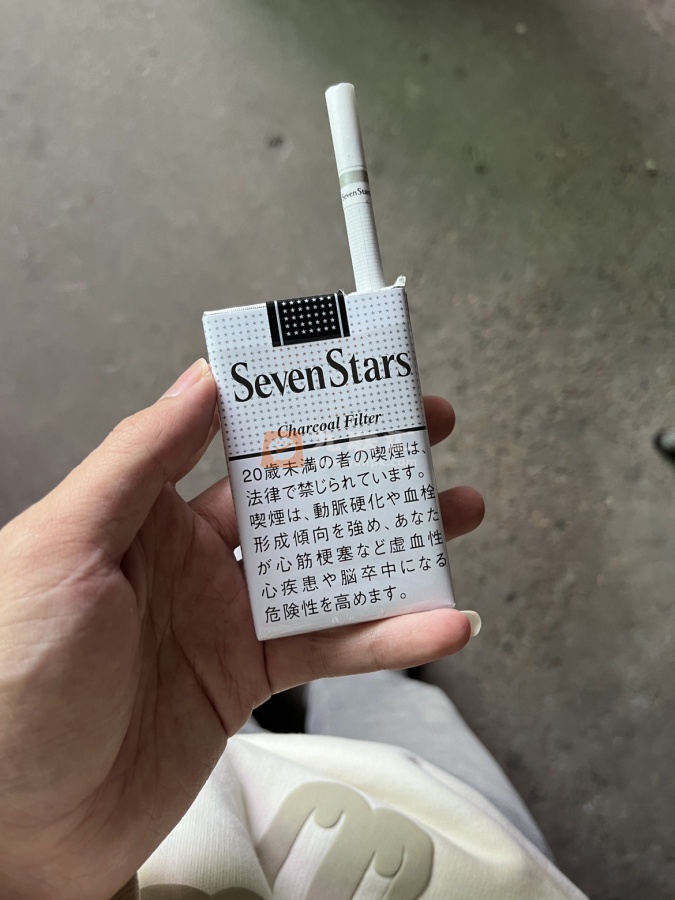 SevenStars
SevenStars
Charcoal Filter
20歳未満の者の喫煙は、
法律で禁じられています。
喫煙は、動脈硬化や血栓
形成傾向を強め、あなた
が心筋梗塞など虚血性
心疾患や脳卒中になる
危険性を高めます。